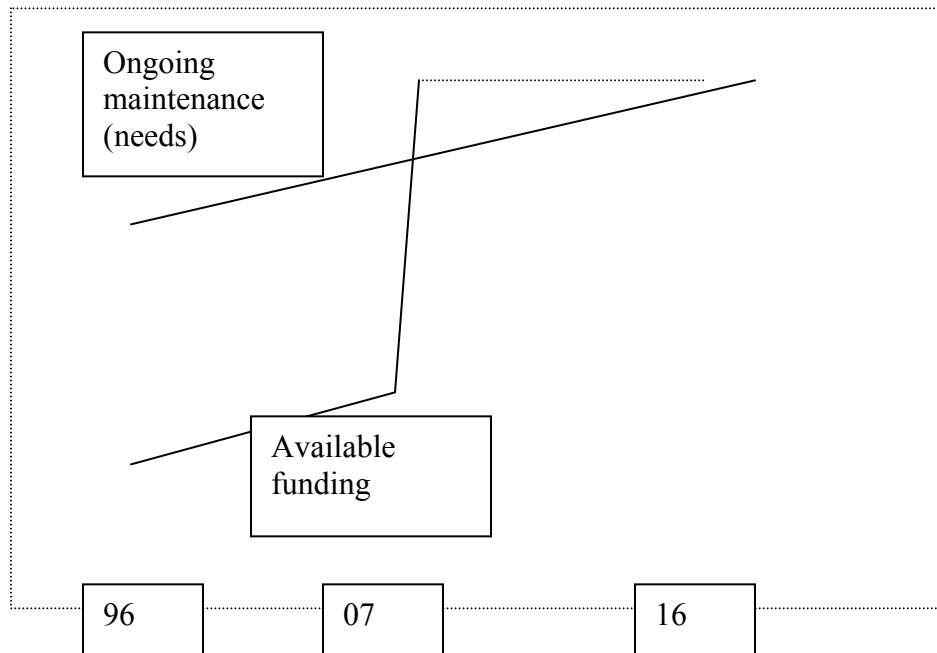 Ongoing
maintenance
(needs)
Available
funding
96
07
16